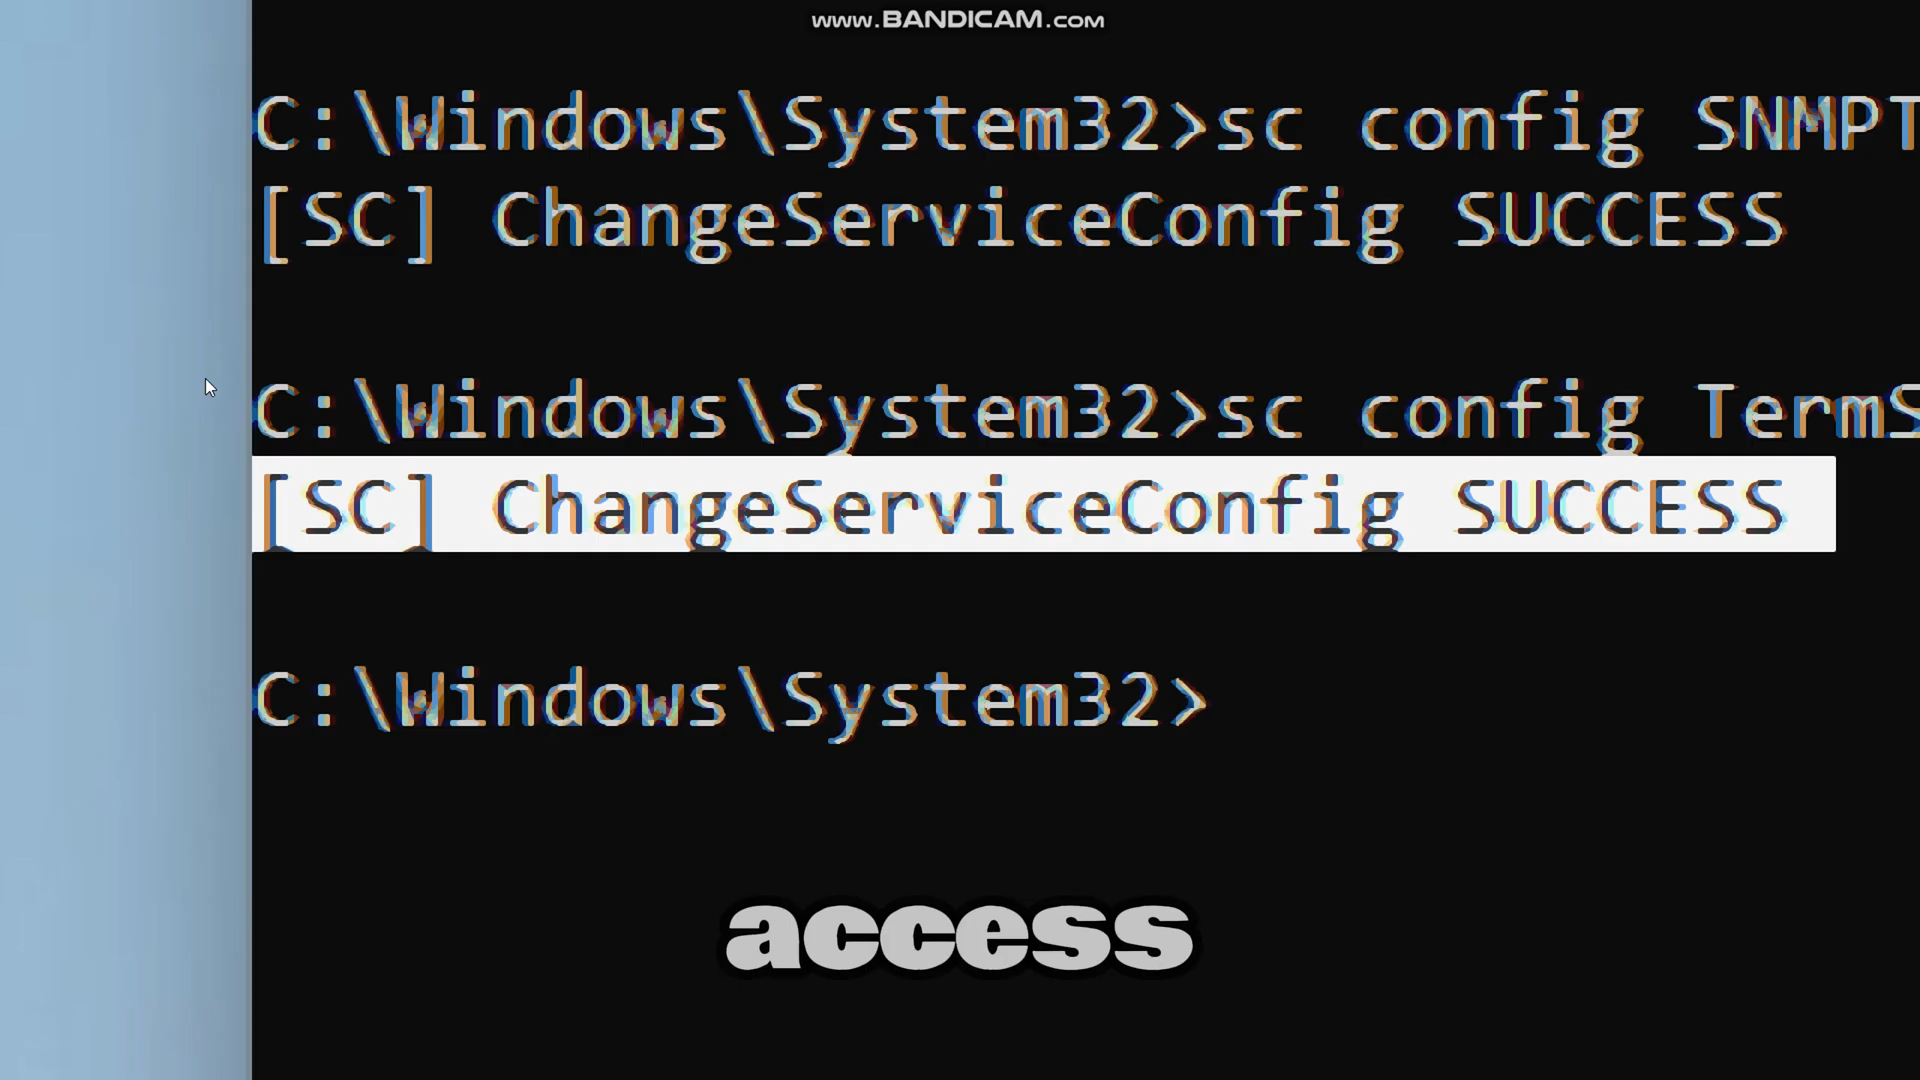 www.BANDICAM.com
C:\Windows\System32>sc config SNMPT
[SC] ChangeServiceConfig SUCCESS
C:\Windows\System32>sc config TermS
[SC] ChangeServiceConfig SUCCESS
C:\Windows\System32>
access